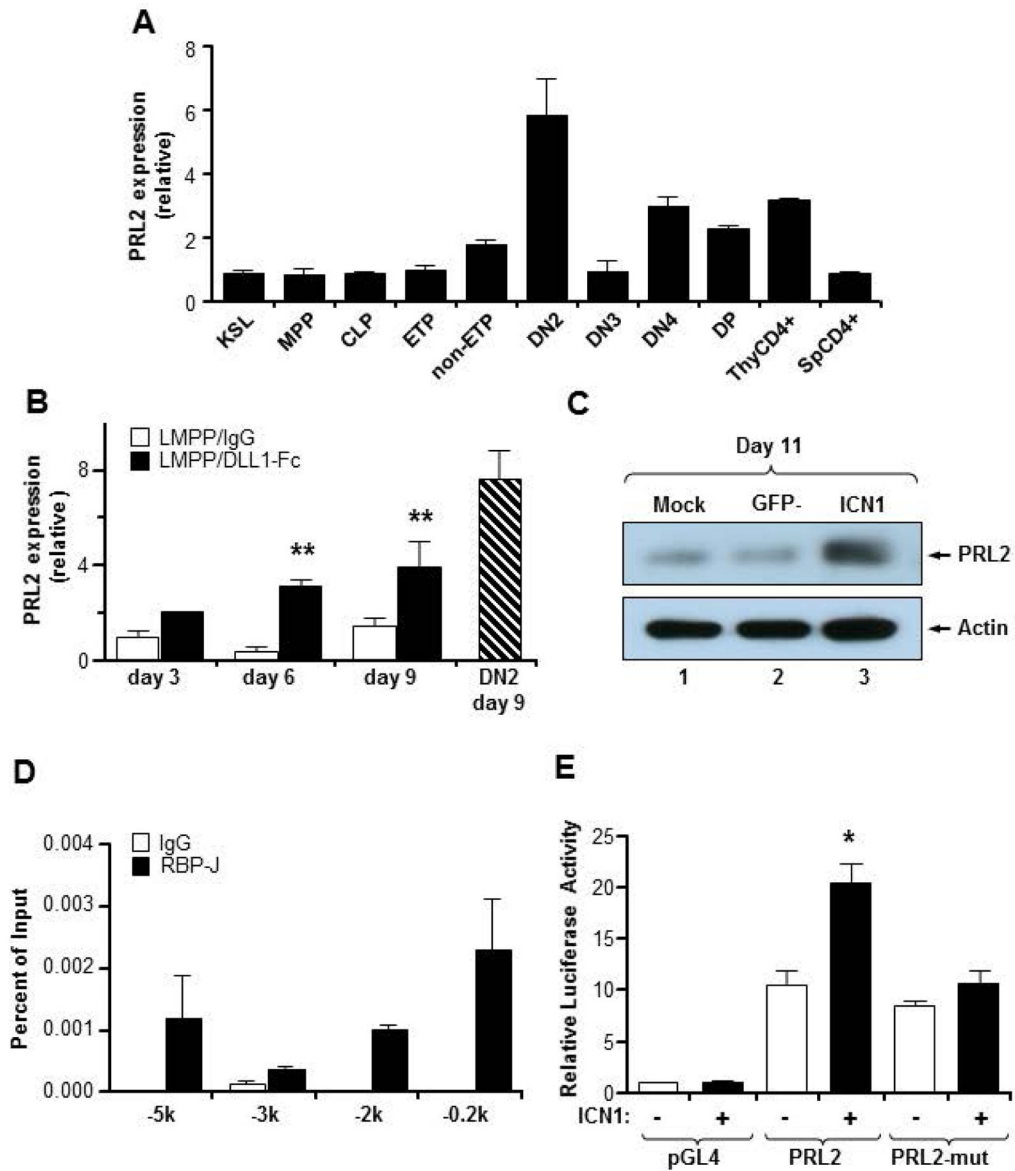 A
PRL2 expression
(relative)
8
6
4
2
0
KSL
MPP
CLP
ETP
non-ETP
DN2
DN3
DN4
DP
ThyCD4+
SpCD4+
B
LMPP/IgG
LMPP/DLL1-Fc
PRL2 expression
(relative)
8
4
0
**
**
day 3
day 6
day 9
DN2
day 9
C
Day 11
Mock
GFP-
ICN1
PRL2
Actin
1
2
3
D
IgG
RBP-J
Percent of Input
0.004
0.003
0.002
0.001
0.000
-5k
-3k
-2k
-0.2k
E
Relative Luciferase Activity
25
20
15
10
5
0
*
ICN1: - + - + - +
pGL4
PRL2
PRL2-mut